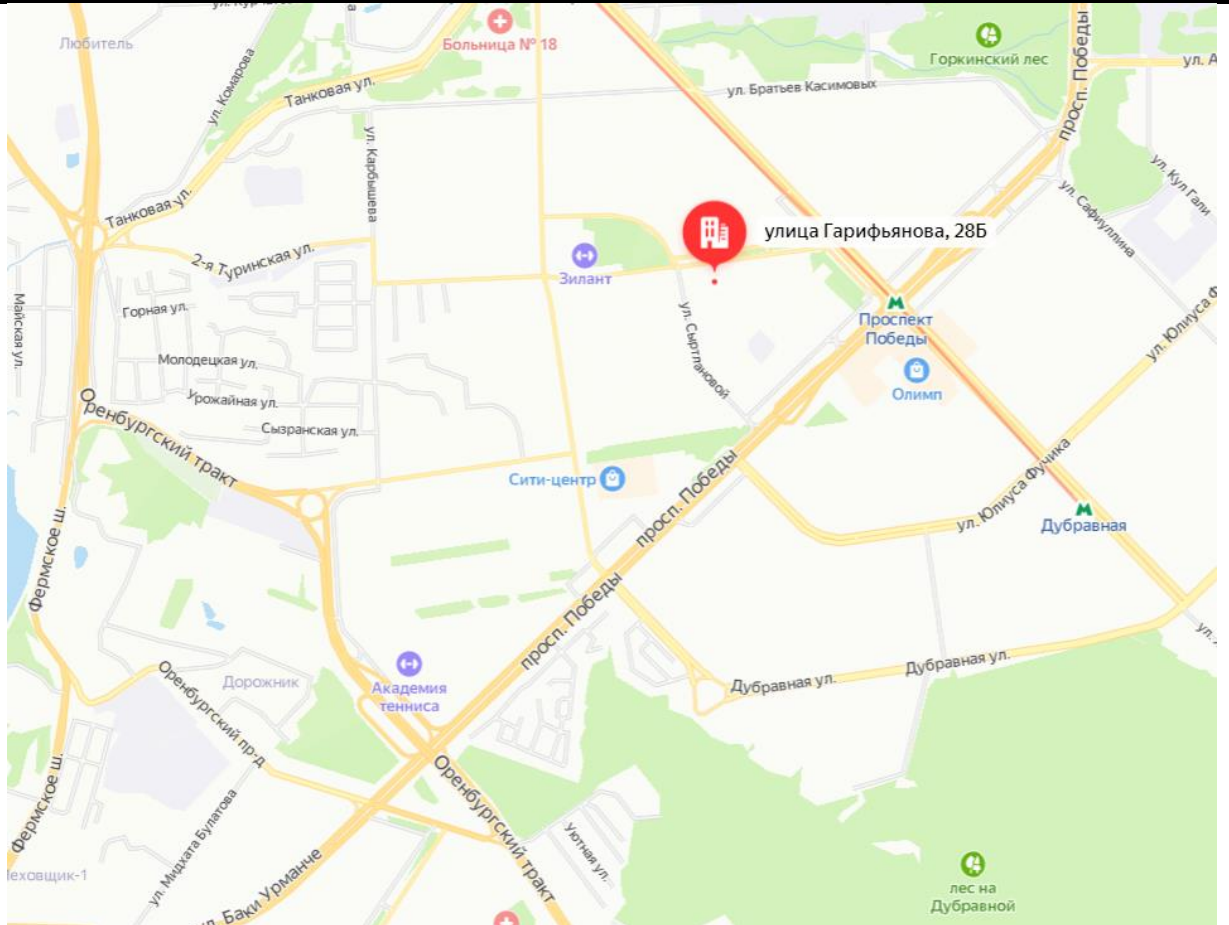 Любитель
ул. Комарова
Танковая ул.
Больница № 18
Горкинский лес
просп. Победы
ул. А
ул. Братьев Касимовых
ул. Карбышева
Танковая ул.
2-я Туринская ул.
Зилант
улица Гарифьянова, 28Б
ул. Сафиуллина
ул. Кул Гали
Майская ул.
Горная ул.
Молодецкая ул.
Урожайная ул.
Сызранская ул.
ул. Сыртлановой
Проспект
Победы
Олимп
ул. Юлиуса Ф
Оренбургский тракт
Сити-центр
просп. Победы
ул. Юлиуса Фучика
Дубравная
Фермское ш.
просп. Победы
Оренбургский пр-д
Дорожник
Академия
тенниса
Дубравная ул.
Дубравная ул.
Фермское ш.
ул. Мидхата Булатова
Оренбургский тракт
Уютная ул.
еховщик-1
Баки Урманче
лес на
Дубравной